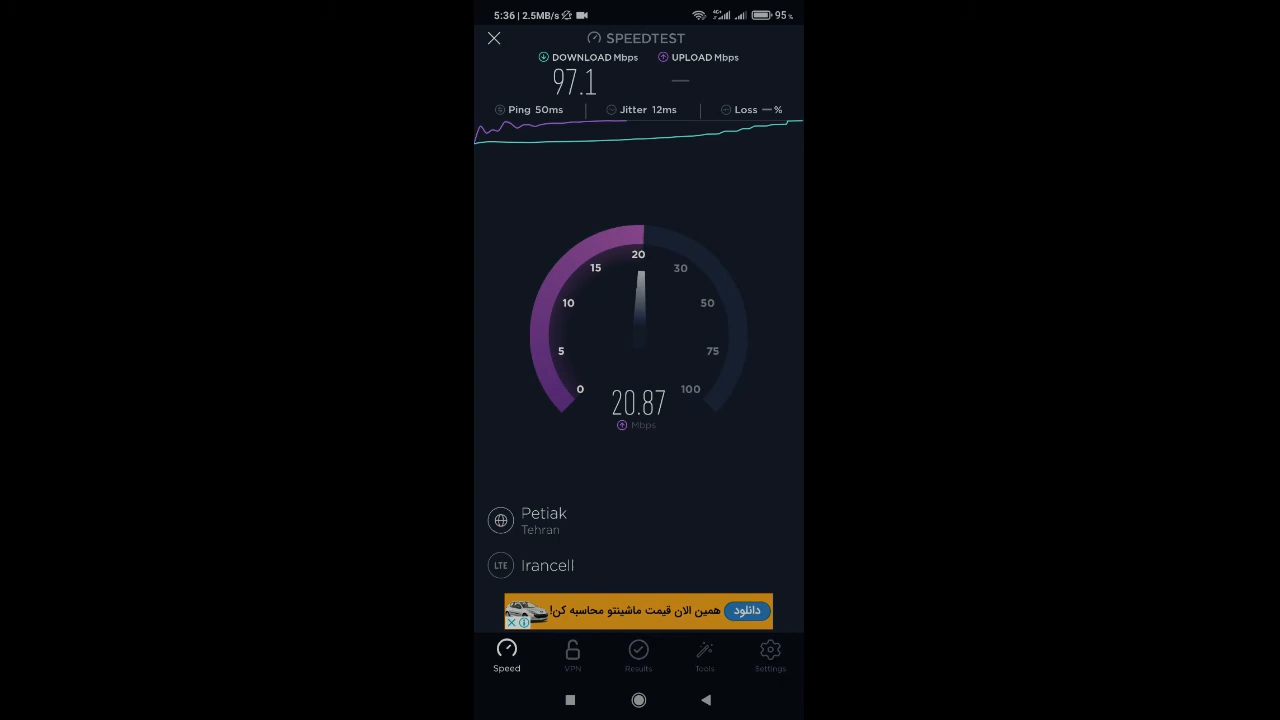 5:36 | 2.5MB/s 4G+ 95%
SPEEDTEST
DOWNLOAD Mbps UPLOAD Mbps
97.1 —
Ping 50ms Jitter 12ms Loss — %
20
15 30
10 50
5 75
0 100
20.87
Mbps
Petiak
Tehran
LTE Irancell
همین الان قیمت ماشینتو محاسبه کن! دانلود
Speed VPN Results Tools Settings